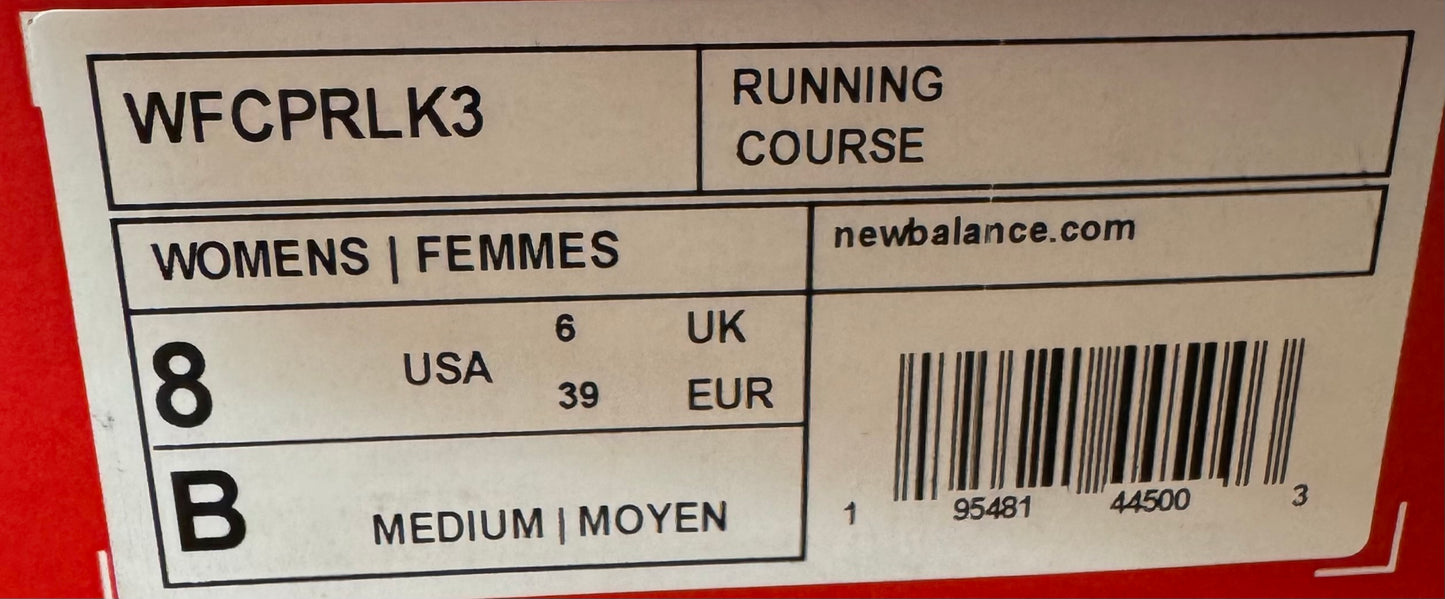 WFCPRLK3
RUNNING
COURSE
WOMENS | FEMMES
newbalance.com
8 USA
6 UK
39 EUR
B MEDIUM | MOYEN
1 95481 44500 3